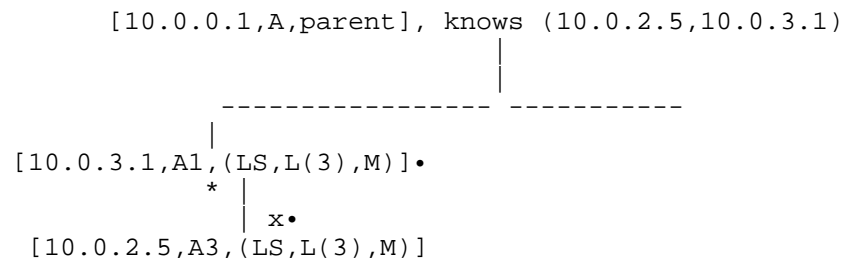 [10.0.0.1,A,parent], knows (10.0.2.5,10.0.3.1)
|
|
----------------- -----------
|
[10.0.3.1,A1,(LS,L(3),M)]•
* |
| x•
[10.0.2.5,A3,(LS,L(3),M)]